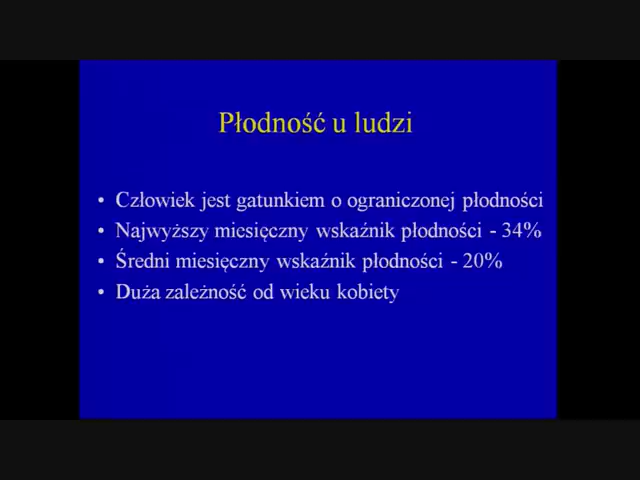 Płodność u ludzi
• Człowiek jest gatunkiem o ograniczonej płodności
• Najwyższy miesięczny wskaźnik płodności - 34%
• Średni miesięczny wskaźnik płodności - 20%
• Duża zależność od wieku kobiety